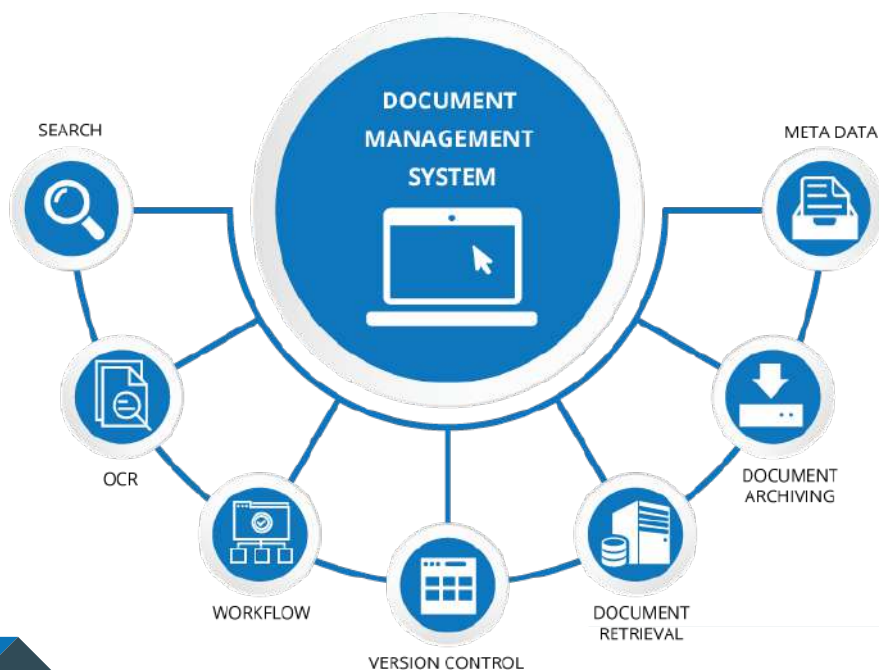 DOCUMENT
MANAGEMENT
SYSTEM
SEARCH
META DATA
OCR
DOCUMENT
ARCHIVING
WORKFLOW
DOCUMENT
RETRIEVAL
VERSION CONTROL